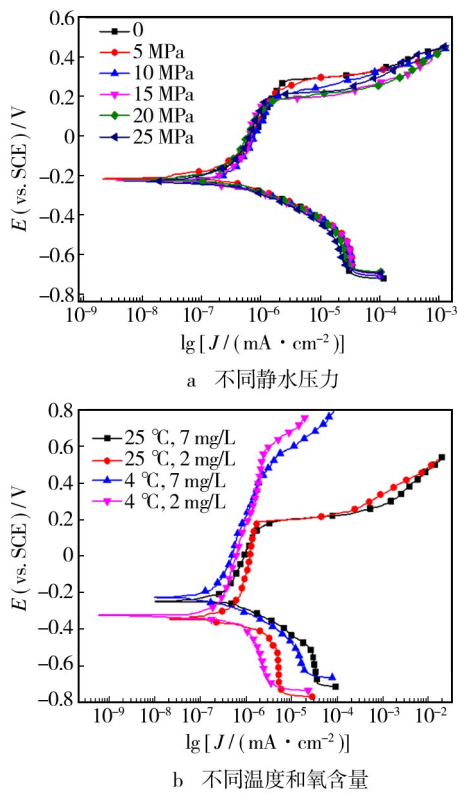 0.6
0.4
0.2
0
−0.2
−0.4
−0.6
−0.8
E (vs. SCE) / V
0
5 MPa
10 MPa
15 MPa
20 MPa
25 MPa
10⁻⁹ 10⁻⁸ 10⁻⁷ 10⁻⁶ 10⁻⁵ 10⁻⁴ 10⁻³
lg [J / (mA · cm⁻²)]
a 不同静水压力
0.8
0.6
0.4
0.2
0
−0.2
−0.4
−0.6
−0.8
E (vs. SCE) / V
25 ℃, 7 mg/L
25 ℃, 2 mg/L
4 ℃, 7 mg/L
4 ℃, 2 mg/L
10⁻⁹ 10⁻⁸ 10⁻⁷ 10⁻⁶ 10⁻⁵ 10⁻⁴ 10⁻³ 10⁻²
lg [J / (mA · cm⁻²)]
b 不同温度和氧含量